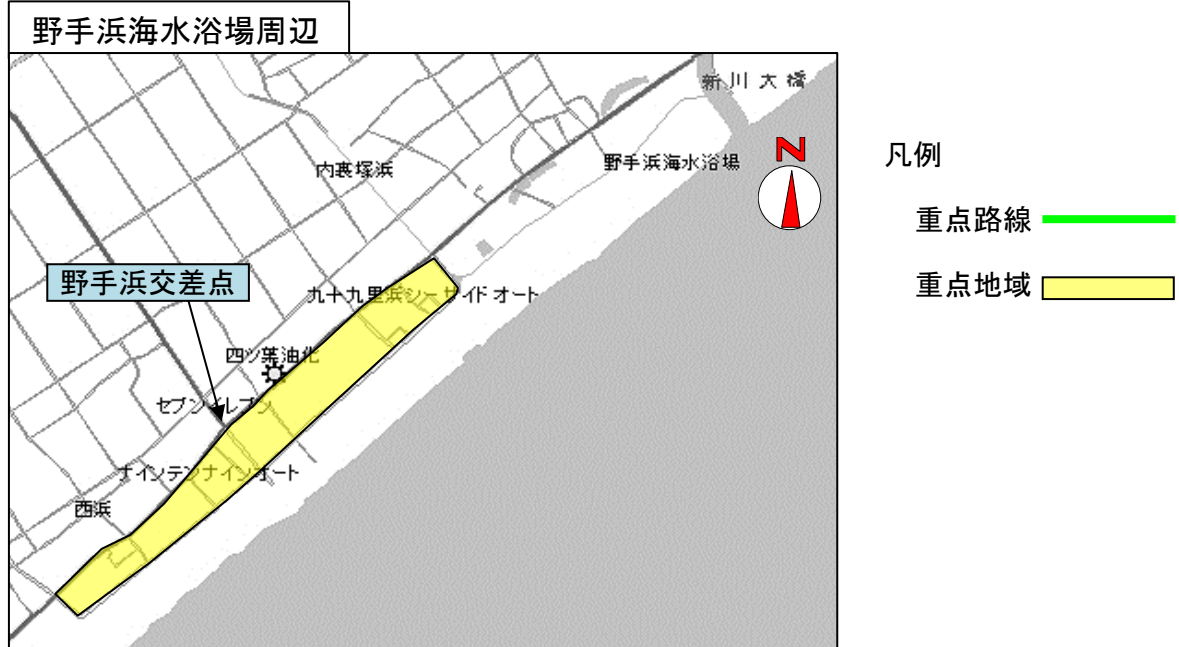 野手浜海水浴場周辺
新川大橋
内裏塚浜
野手浜海水浴場
N
野手浜交差点
九十九里浜シーサイドオート
四ツ葉油化
セブンイレブン
ナインテンナインオート
西浜
凡例
重点路線
重点地域